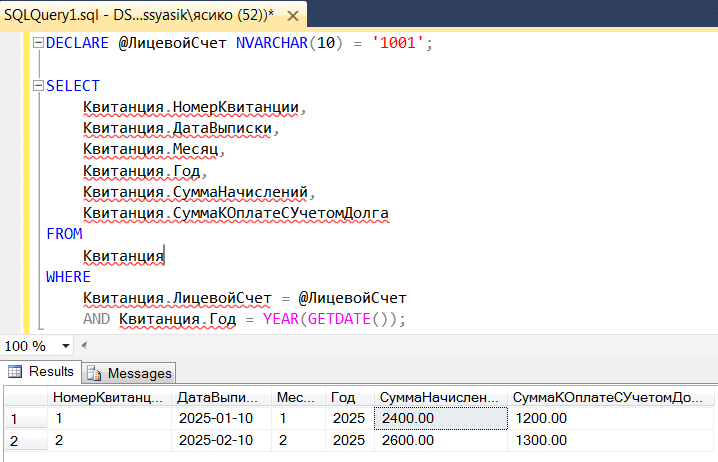 SQLQuery1.sql - DS...ssyasik\ясико (52))*
DECLARE @ЛицевойСчет NVARCHAR(10) = '1001';
SELECT
Квитанция.НомерКвитанции,
Квитанция.ДатаВыписки,
Квитанция.Месяц,
Квитанция.Год,
Квитанция.СуммаНачислений,
Квитанция.СуммаКОплатеСУчетомДолга
FROM
Квитанция
WHERE
Квитанция.ЛицевойСчет = @ЛицевойСчет
AND Квитанция.Год = YEAR(GETDATE());
100 %
Results Messages
НомерКвитанц... ДатаВыпи... Мес... Год СуммаНачислен... СуммаКОплатеСУчетомДо...
1 1 2025-01-10 1 2025 2400.00 1200.00
2 2 2025-02-10 2 2025 2600.00 1300.00